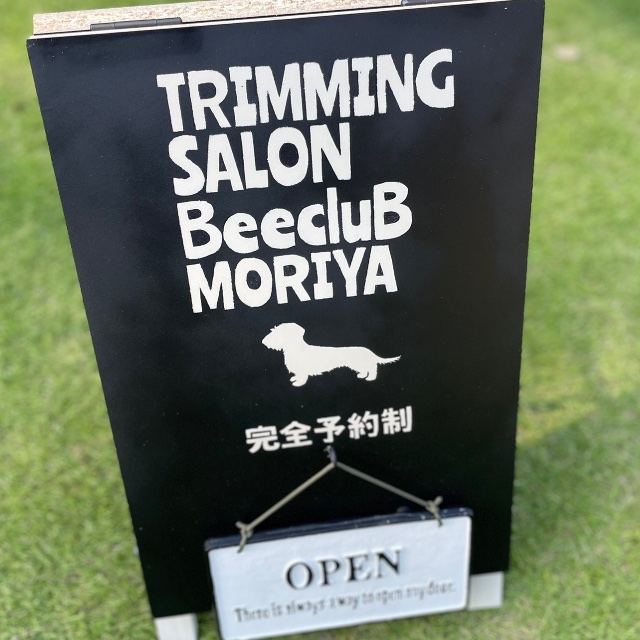 TRIMMING
SALON
BeecluB
MORIYA
完全予約制
OPEN
There is always a way to open any door.